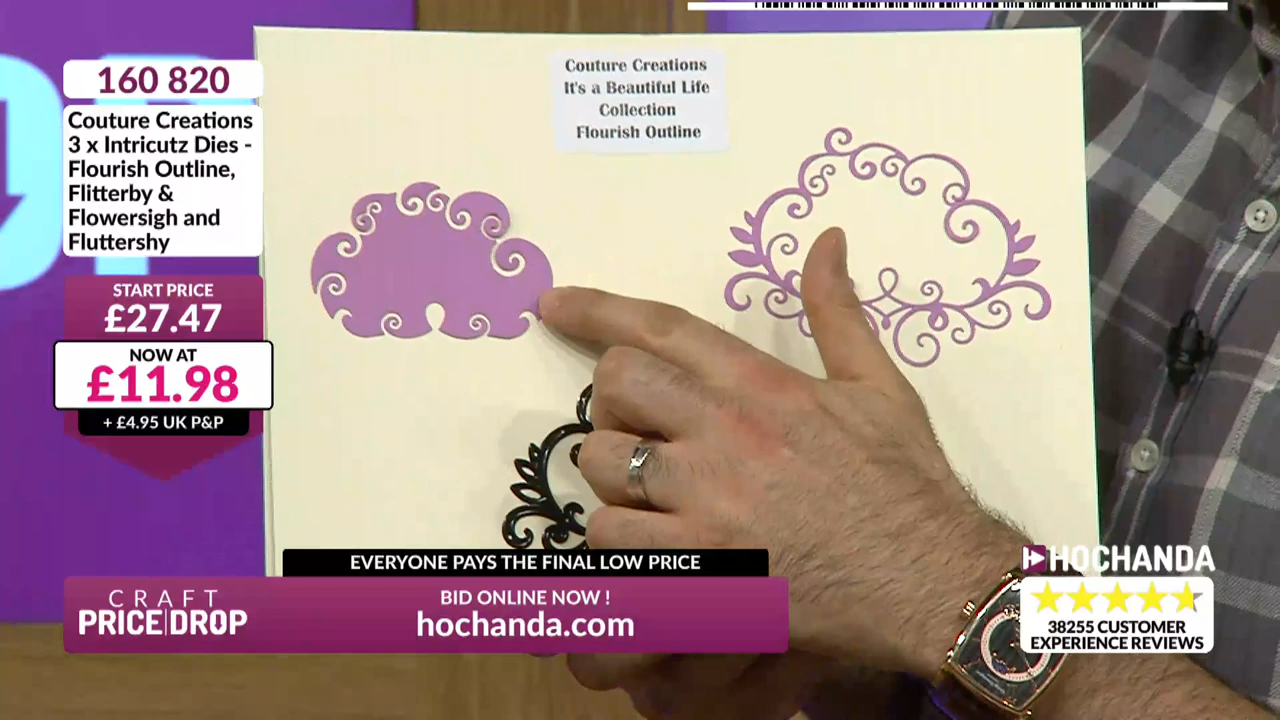 160 820
Couture Creations
3 x Intricutz Dies -
Flourish Outline,
Flitterby &
Flowersigh and
Fluttershy
START PRICE
£27.47
NOW AT
£11.98
+ £4.95 UK P&P
Couture Creations
It's a Beautiful Life
Collection
Flourish Outline
EVERYONE PAYS THE FINAL LOW PRICE
CRAFT
PRICE DROP
BID ONLINE NOW !
hochanda.com
HOCHANDA
38255 CUSTOMER
EXPERIENCE REVIEWS